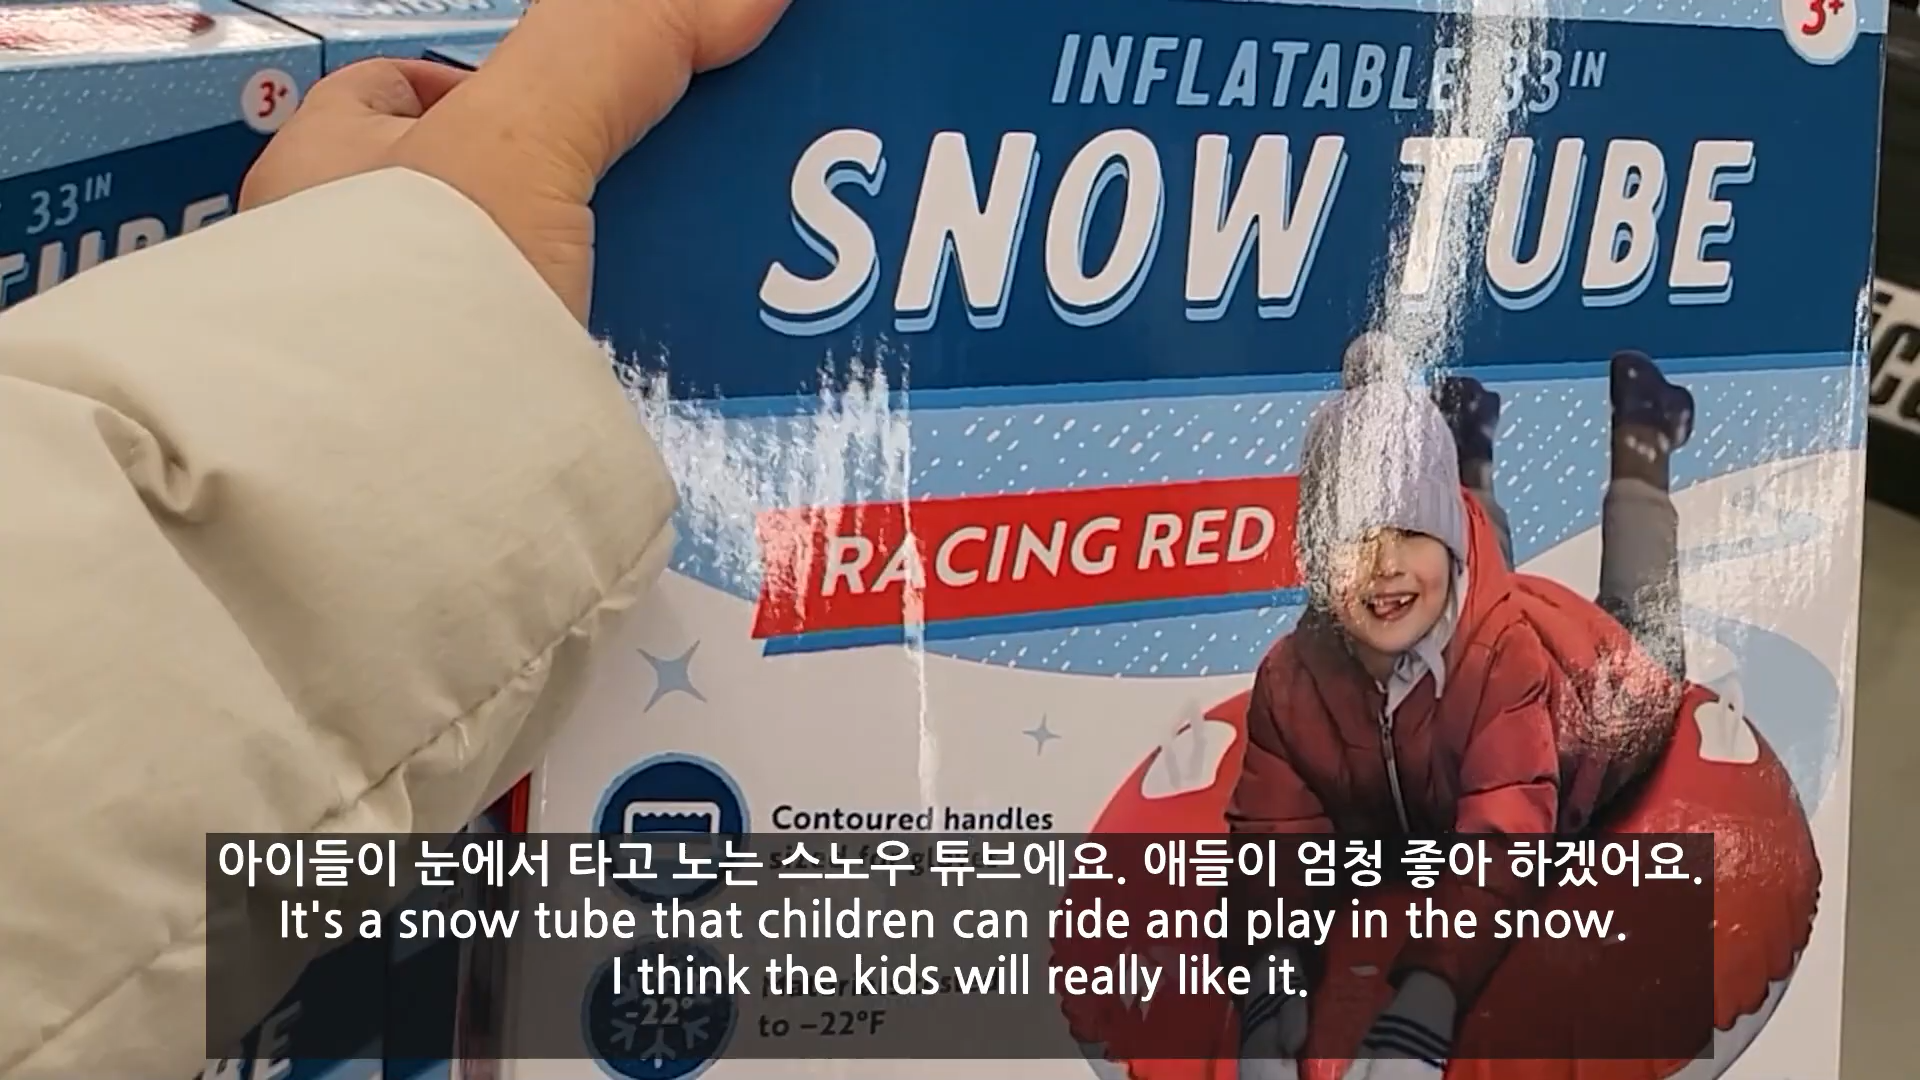 SNOW
3+
33IN
TUBE
INFLATABLE 33IN
3+
SNOW TUBE
RACING RED
Contoured handles
아이들이 눈에서 타고 노는 스노우 튜브에요. 애들이 엄청 좋아 하겠어요.
It's a snow tube that children can ride and play in the snow.
I think the kids will really like it.
-22°
to -22°F